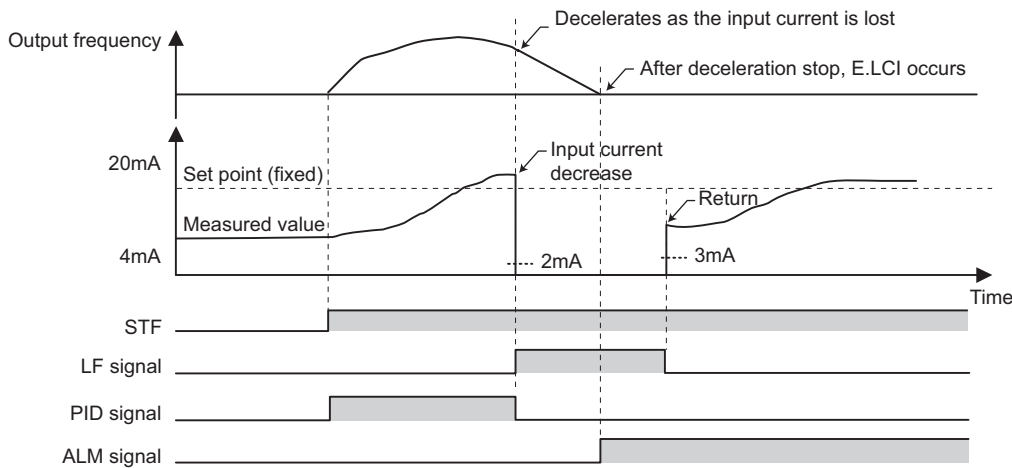 Decelerates as the input current is lost
Output frequency
After deceleration stop, E.LCI occurs
20mA
Set point (fixed)
Input current
decrease
Return
Measured value
4mA
2mA
3mA
Time
STF
LF signal
PID signal
ALM signal